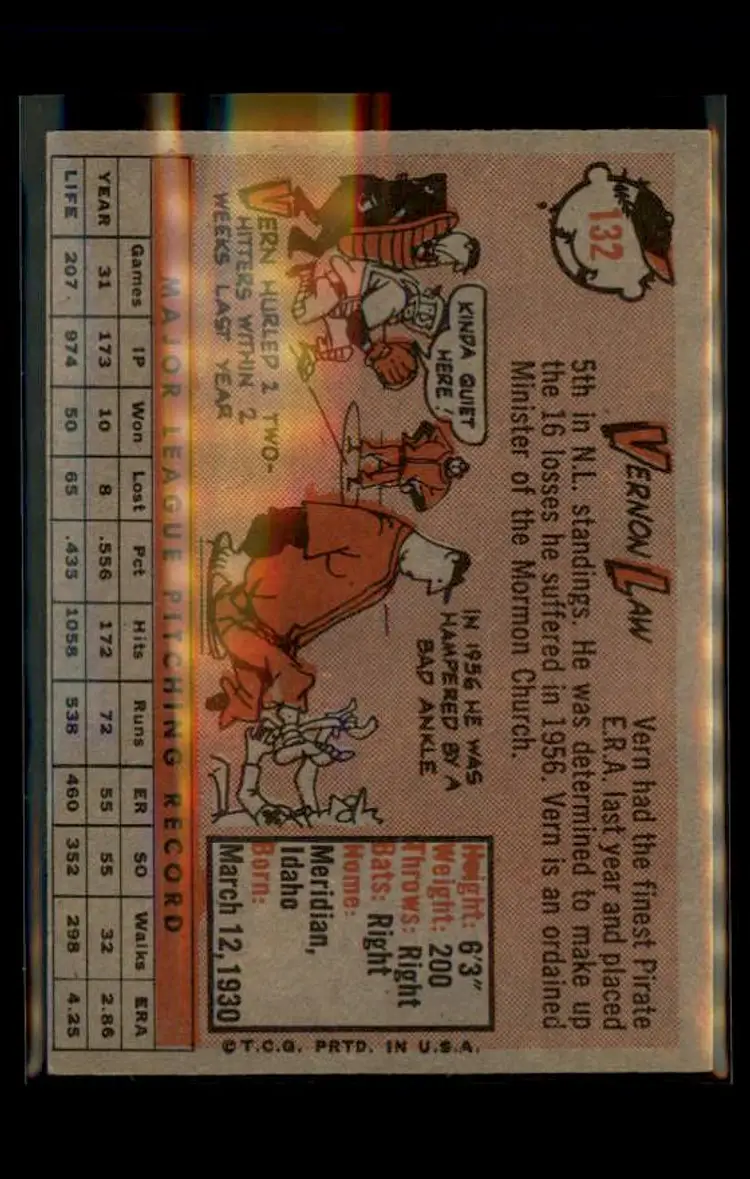 132
VERNON LAW
Vern had the finest Pirate
E.R.A. last year and placed
5th in N.L. standings. He was determined to make up
the 16 losses he suffered in 1956. Vern is an ordained
Minister of the Mormon Church.
KINDA QUIET
HERE!
VERN HURLED 2 TWO-
HITTERS WITHIN 2
WEEKS LAST YEAR
IN 1956 HE WAS
HAMPERED BY A
BAD ANKLE
Height: 6'3"
Weight: 200
Throws: Right
Bats: Right
Home:
Meridian,
Idaho
Born:
March 12, 1930
©T.C.G. PRTD. IN U.S.A.
MAJOR LEAGUE PITCHING RECORD
Games IP Won Lost Pct Hits Runs ER SO Walks ERA
YEAR 31 173 10 8 .556 172 72 55 55 32 2.86
LIFE 207 974 50 65 .435 1058 538 460 352 298 4.25